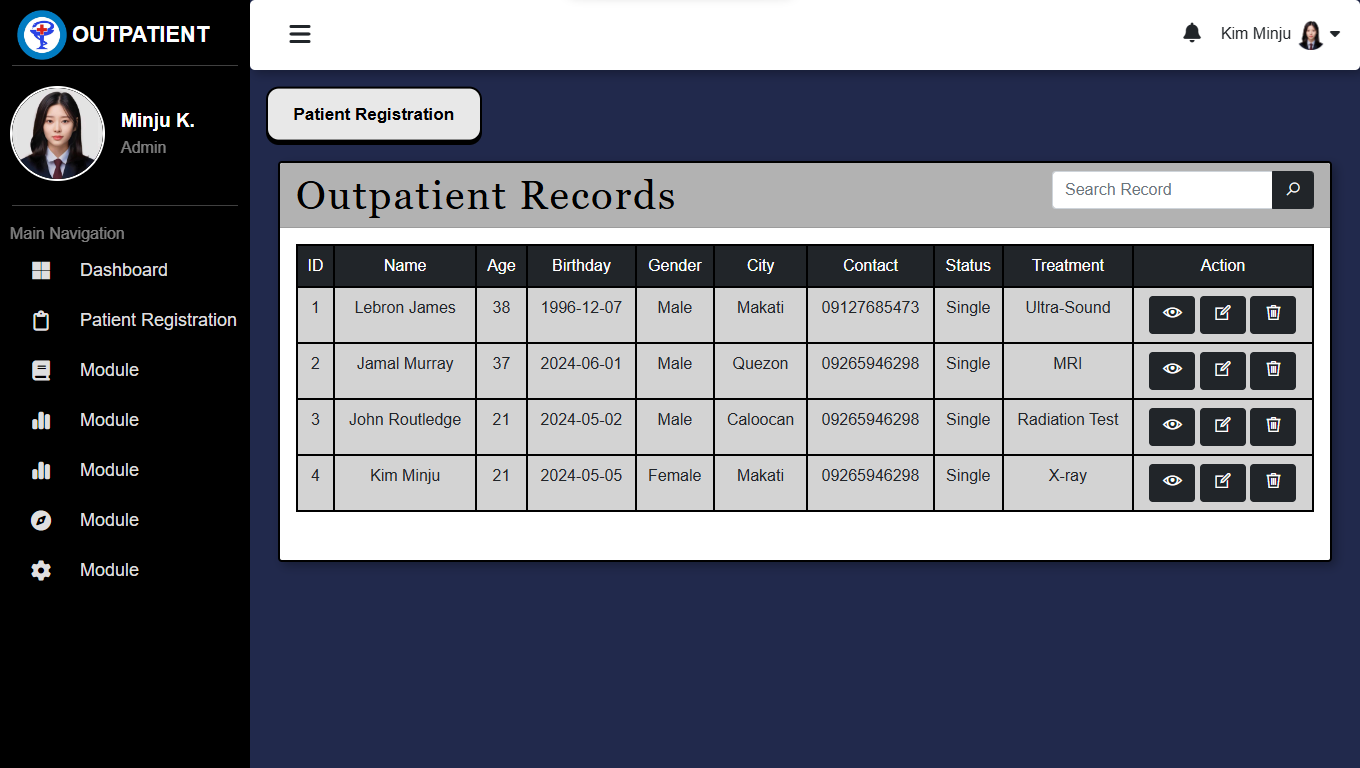 OUTPATIENT
Kim Minju
Minju K.
Admin
Main Navigation
Dashboard
Patient Registration
Module
Module
Module
Module
Module
Patient Registration
Outpatient Records
Search Record
ID Name Age Birthday Gender City Contact Status Treatment Action
1 Lebron James 38 1996-12-07 Male Makati 09127685473 Single Ultra-Sound
2 Jamal Murray 37 2024-06-01 Male Quezon 09265946298 Single MRI
3 John Routledge 21 2024-05-02 Male Caloocan 09265946298 Single Radiation Test
4 Kim Minju 21 2024-05-05 Female Makati 09265946298 Single X-ray